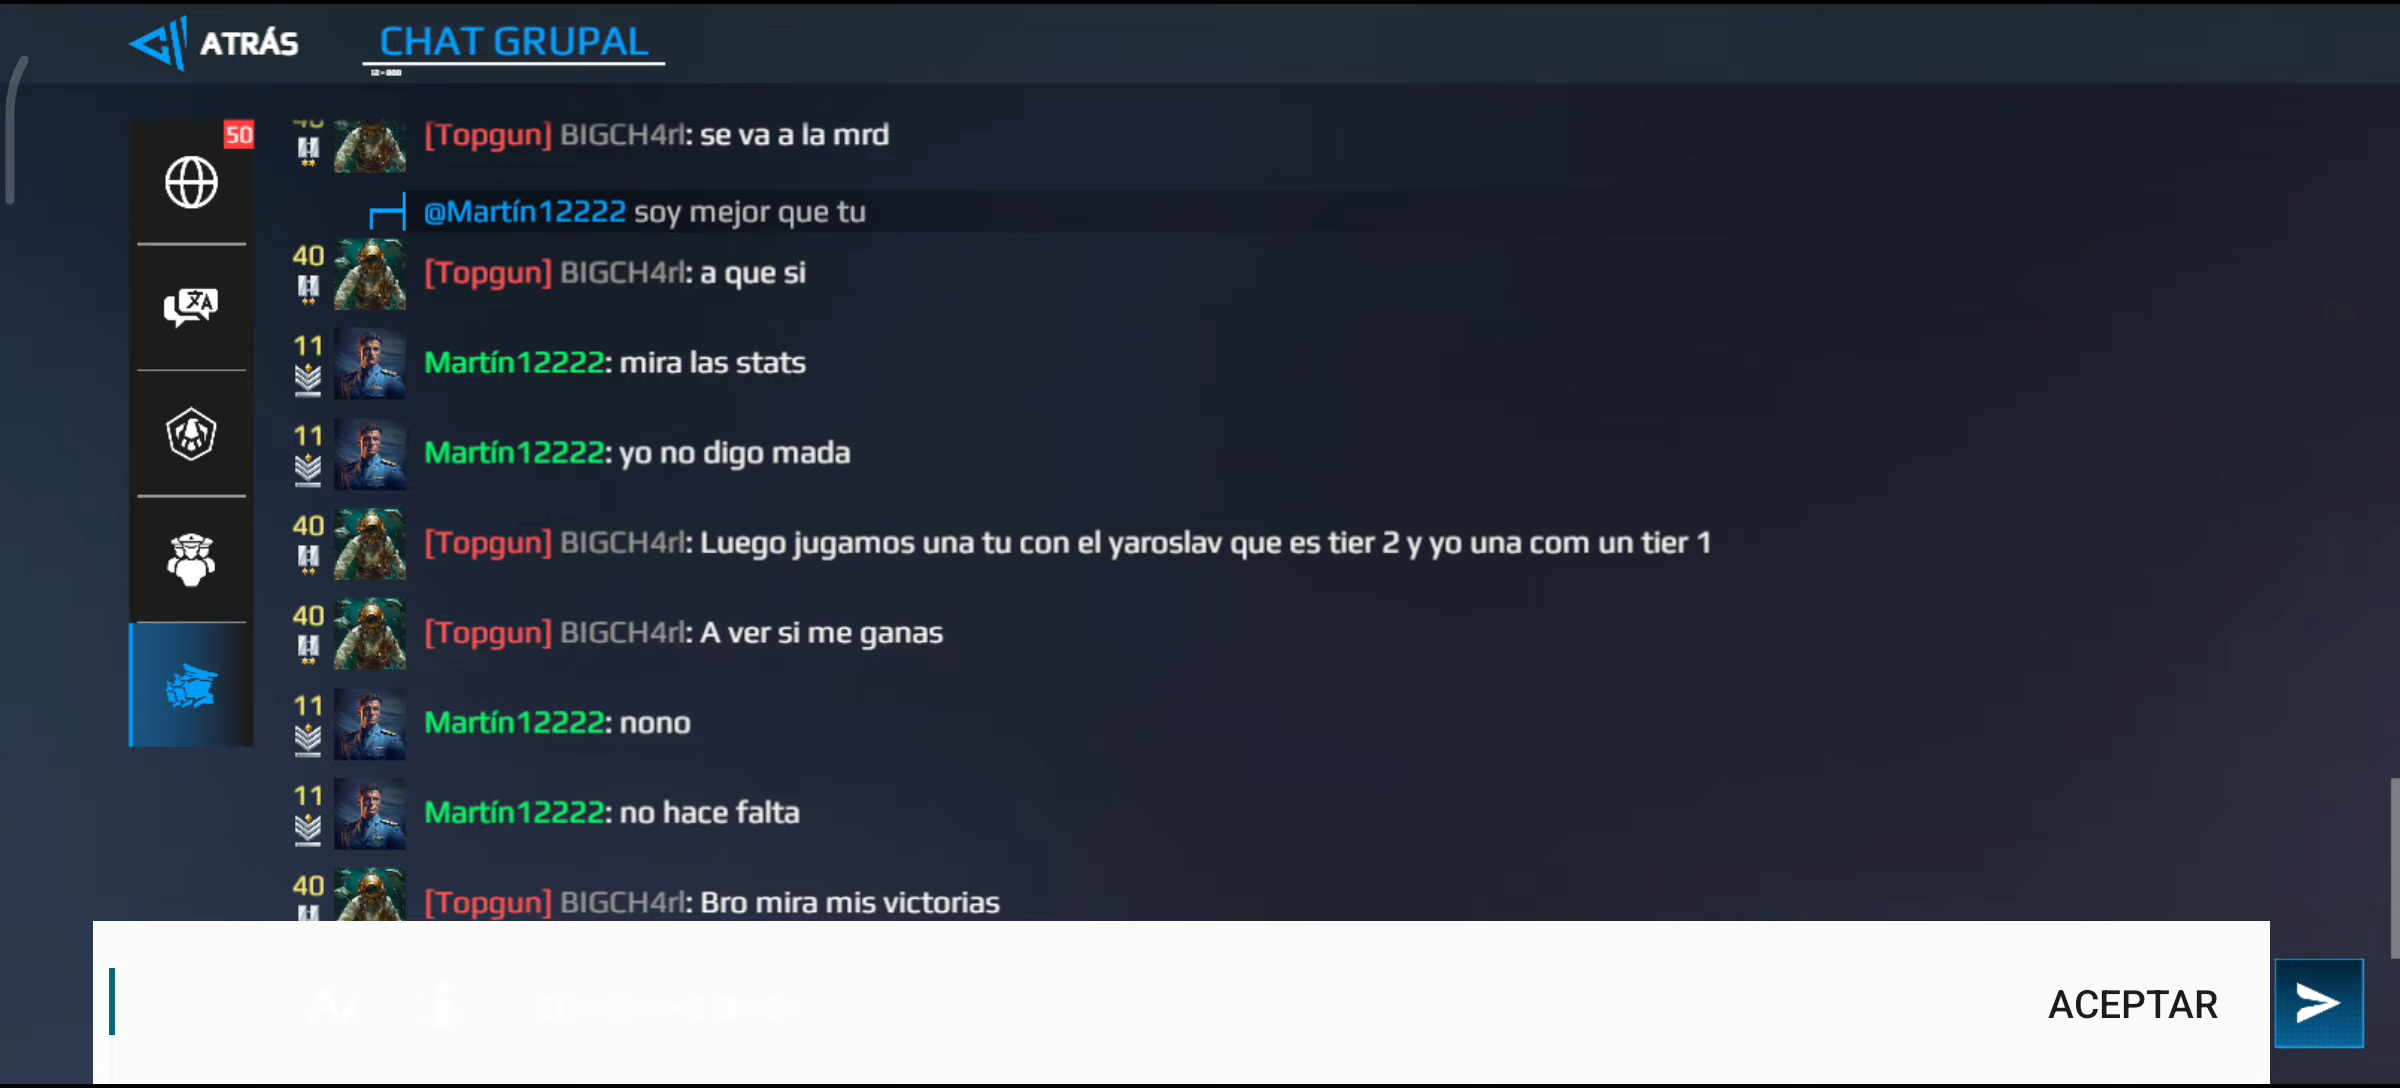 ATRÁS
CHAT GRUPAL
50
[Topgun] BIGCH4rl: se va a la mrd
@Martín12222 soy mejor que tu
40
[Topgun] BIGCH4rl: a que si
11
Martín12222: mira las stats
11
Martín12222: yo no digo mada
40
[Topgun] BIGCH4rl: Luego jugamos una tu con el yaroslav que es tier 2 y yo una com un tier 1
40
[Topgun] BIGCH4rl: A ver si me ganas
11
Martín12222: nono
11
Martín12222: no hace falta
40
[Topgun] BIGCH4rl: Bro mira mis victorias
ACEPTAR